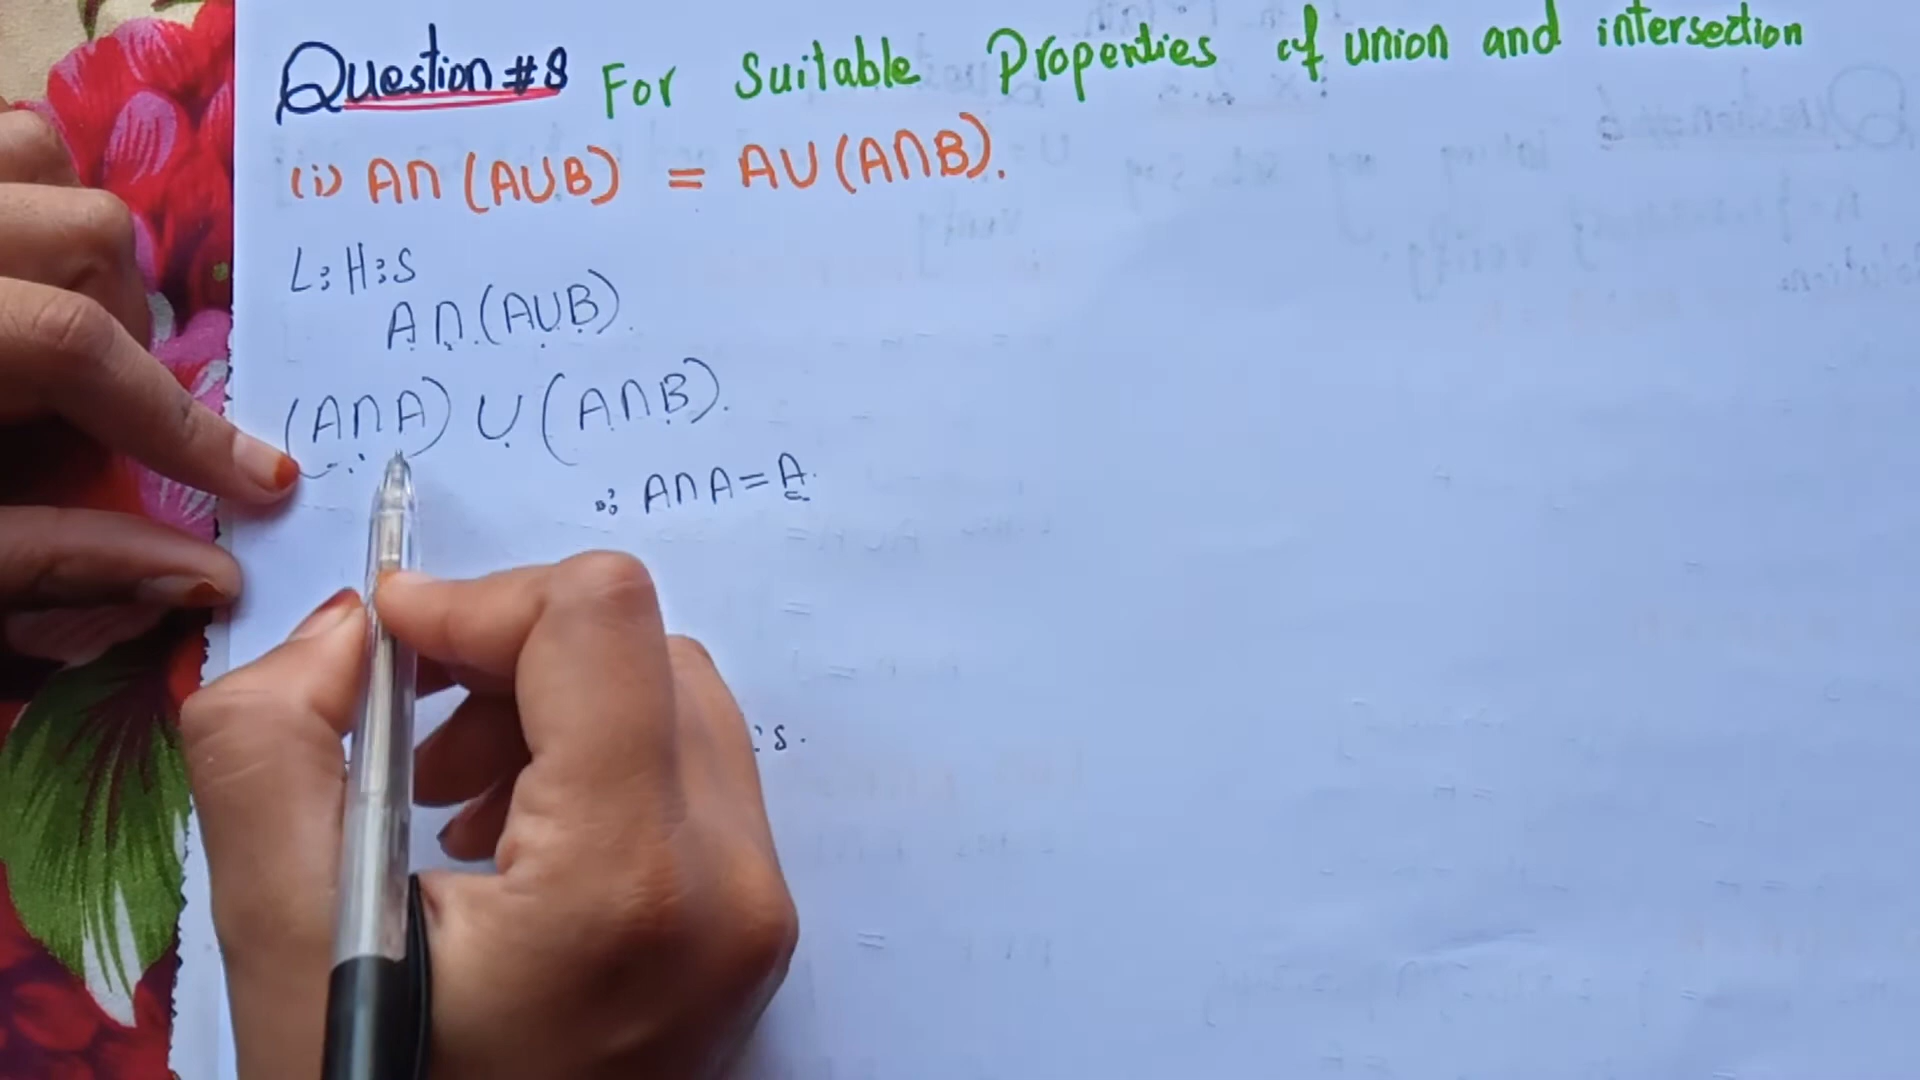 Question #8 For Suitable Properties of union and intersection
(i) A∩(A∪B) = A∪(A∩B).
L:H:S
A∩(A∪B).
(A∩A)∪(A∩B).
∴ A∩A=A.
:S.